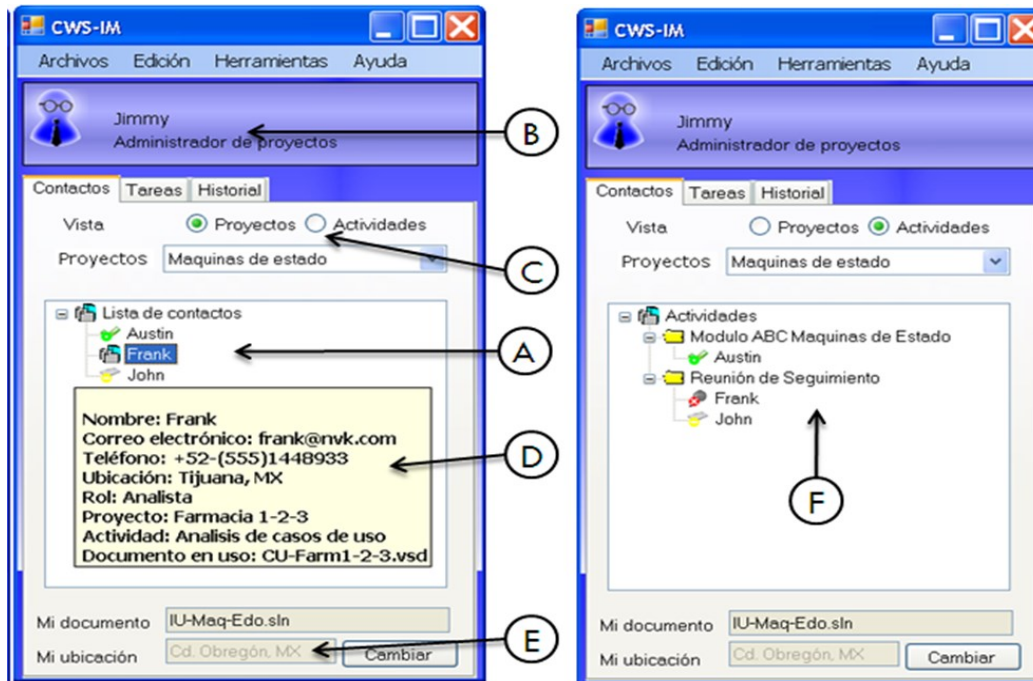 CWS-IM
Archivos Edición Herramientas Ayuda
Jimmy
Administrador de proyectos
Contactos Tareas Historial
Vista Proyectos Actividades
Proyectos Maquinas de estado
Lista de contactos
Austin
Frank
John
Nombre: Frank
Correo electrónico: frank@nvk.com
Teléfono: +52-(555)1448933
Ubicación: Tijuana, MX
Rol: Analista
Proyecto: Farmacia 1-2-3
Actividad: Analisis de casos de uso
Documento en uso: CU-Farm1-2-3.vsd
Mi documento IU-Maq-Edo.sln
Mi ubicación Cd. Obregón, MX Cambiar
B
C
A
D
E
CWS-IM
Archivos Edición Herramientas Ayuda
Jimmy
Administrador de proyectos
Contactos Tareas Historial
Vista Proyectos Actividades
Proyectos Maquinas de estado
Actividades
Modulo ABC Maquinas de Estado
Austin
Reunión de Seguimiento
Frank
John
F
Mi documento IU-Maq-Edo.sln
Mi ubicación Cd. Obregón, MX Cambiar